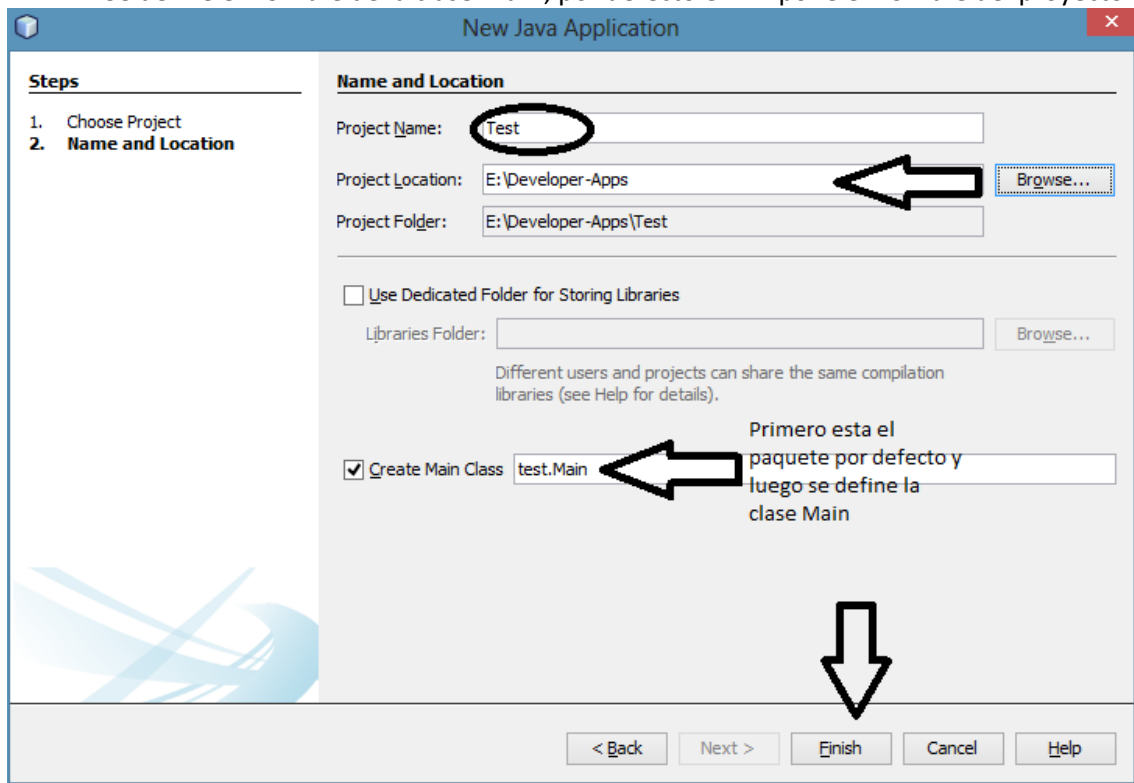 New Java Application
Steps
1. Choose Project
2. Name and Location
Name and Location
Project Name: Test
Project Location: E:\Developer-Apps Browse...
Project Folder: E:\Developer-Apps\Test
Use Dedicated Folder for Storing Libraries
Libraries Folder: Browse...
Different users and projects can share the same compilation
libraries (see Help for details).
Create Main Class test.Main
Primero esta el
paquete por defecto y
luego se define la
clase Main
< Back Next > Finish Cancel Help